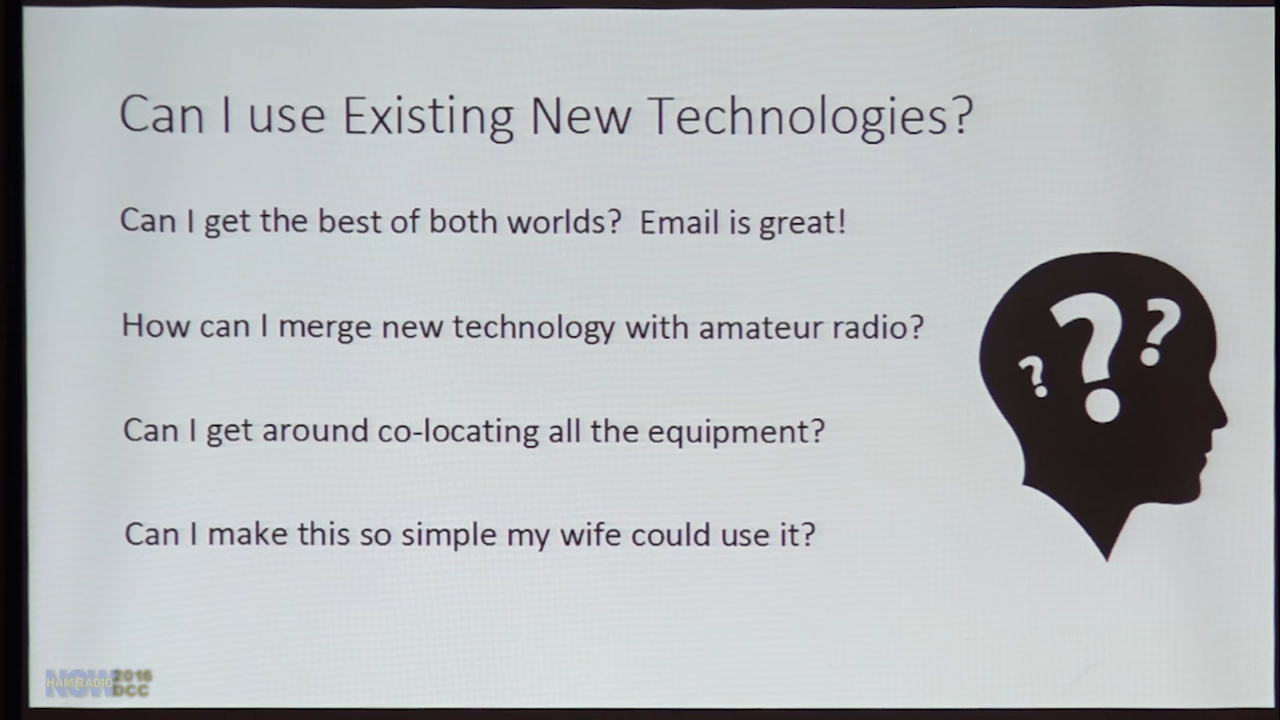 Can I use Existing New Technologies?
Can I get the best of both worlds?  Email is great!
How can I merge new technology with amateur radio?
Can I get around co-locating all the equipment?
Can I make this so simple my wife could use it?
? ? ?
HAM RADIO NOW 2016 DCC